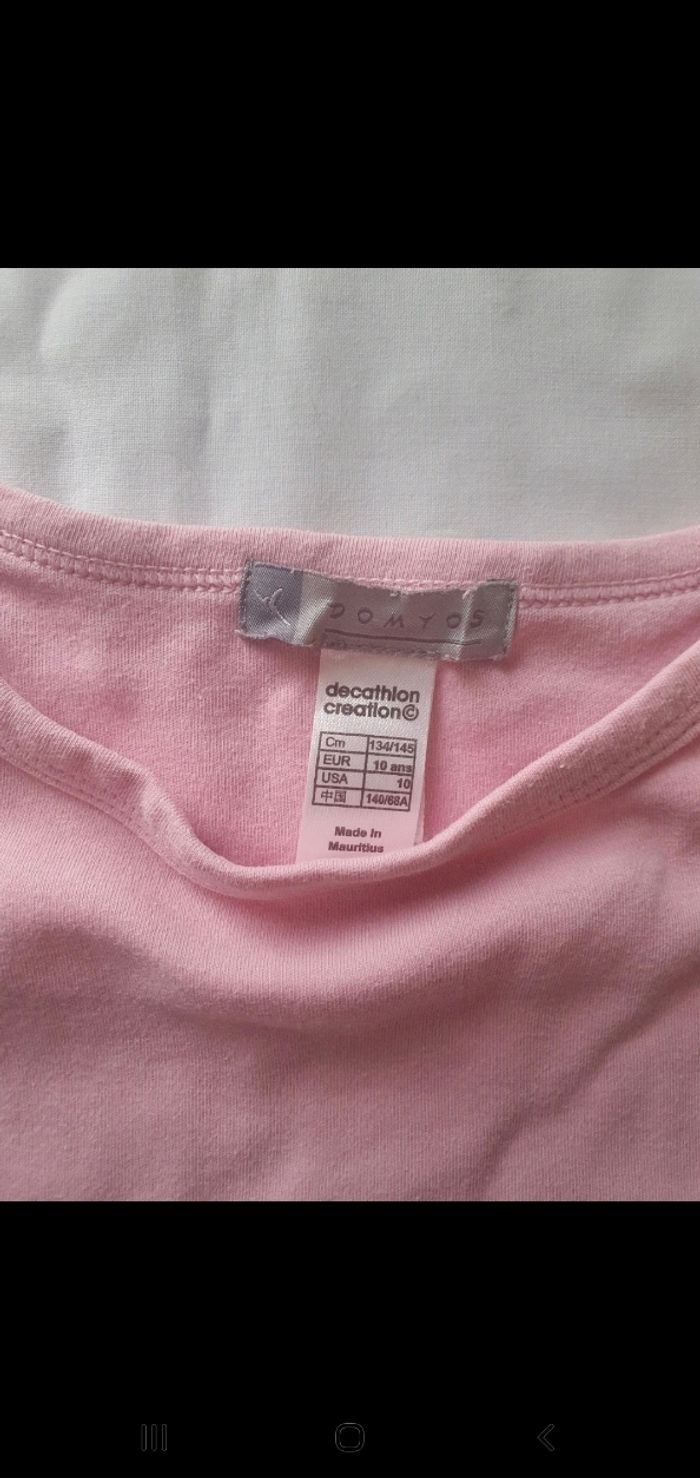 DOMYOS
decathlon
creation©
Cm 134/145
EUR 10 ans
USA 10
中国 140/68A
Made in
Mauritius